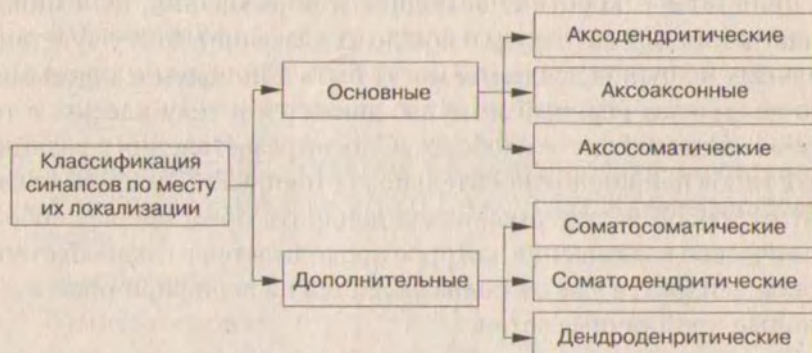 Классификация
синапсов по месту
их локализации
Основные
Аксодендритические
Аксоаксонные
Аксосоматические
Дополнительные
Соматосоматические
Соматодендритические
Дендроденритические